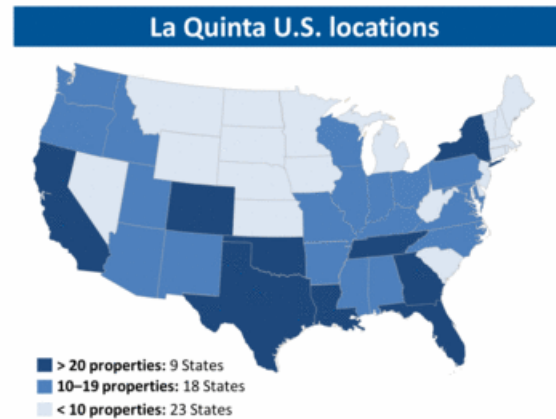 La Quinta U.S. locations
> 20 properties: 9 States
10–19 properties: 18 States
< 10 properties: 23 States